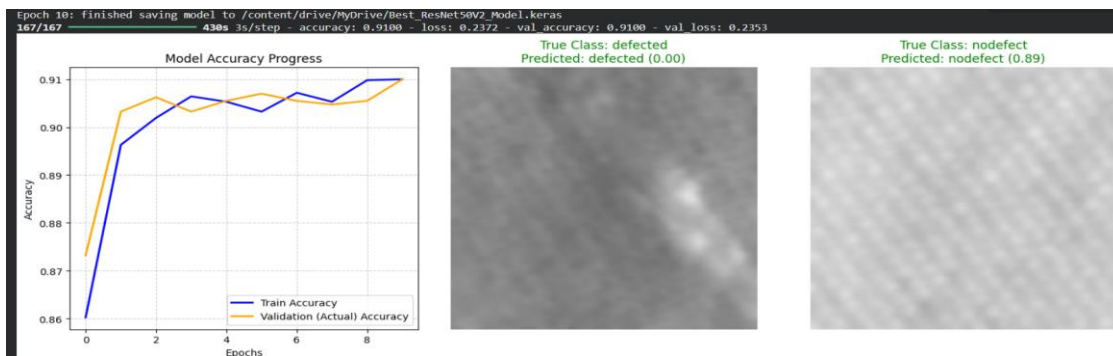 Epoch 10: finished saving model to /content/drive/MyDrive/Best_ResNet50V2_Model.keras
167/167 ━━━━━━━━━━━━━━━━━━━━ 430s 3s/step - accuracy: 0.9100 - loss: 0.2372 - val_accuracy: 0.9100 - val_loss: 0.2353
Model Accuracy Progress
0.91
0.90
0.89
0.88
0.87
0.86
Accuracy
0 2 4 6 8
Epochs
Train Accuracy
Validation (Actual) Accuracy
True Class: defected
Predicted: defected (0.00)
True Class: nodefect
Predicted: nodefect (0.89)